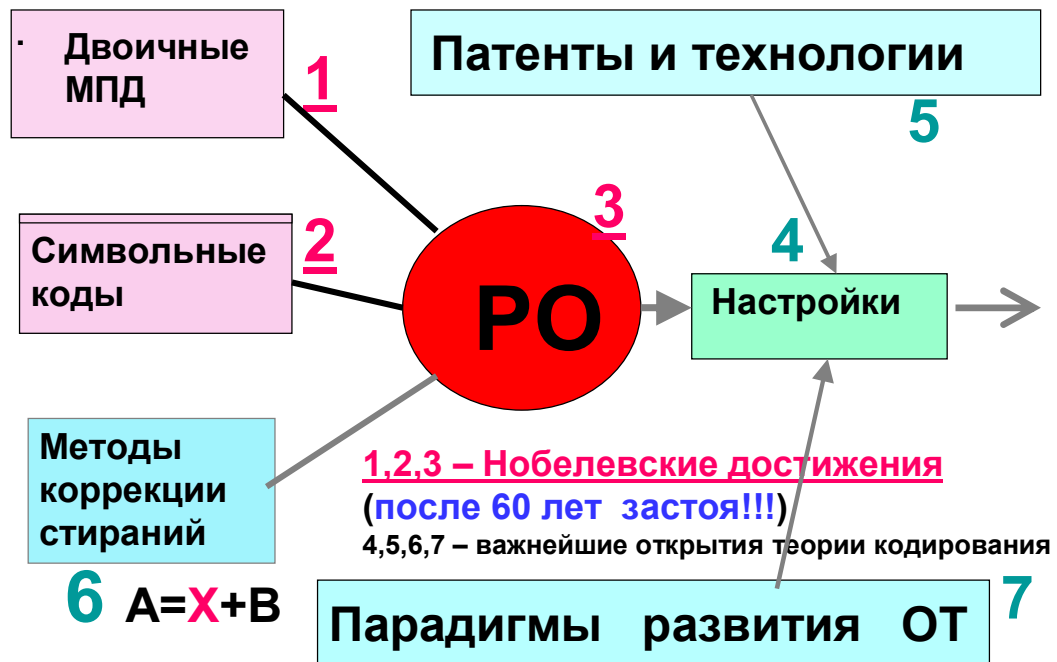 Двоичные
МПД
1
Патенты и технологии
5
Символьные
коды
2
3
РО
4
Настройки
Методы
коррекции
стираний
6 А=Х+В
1,2,3 – Нобелевские достижения
(после 60 лет застоя!!!)
4,5,6,7 – важнейшие открытия теории кодирования
Парадигмы развития ОТ
7